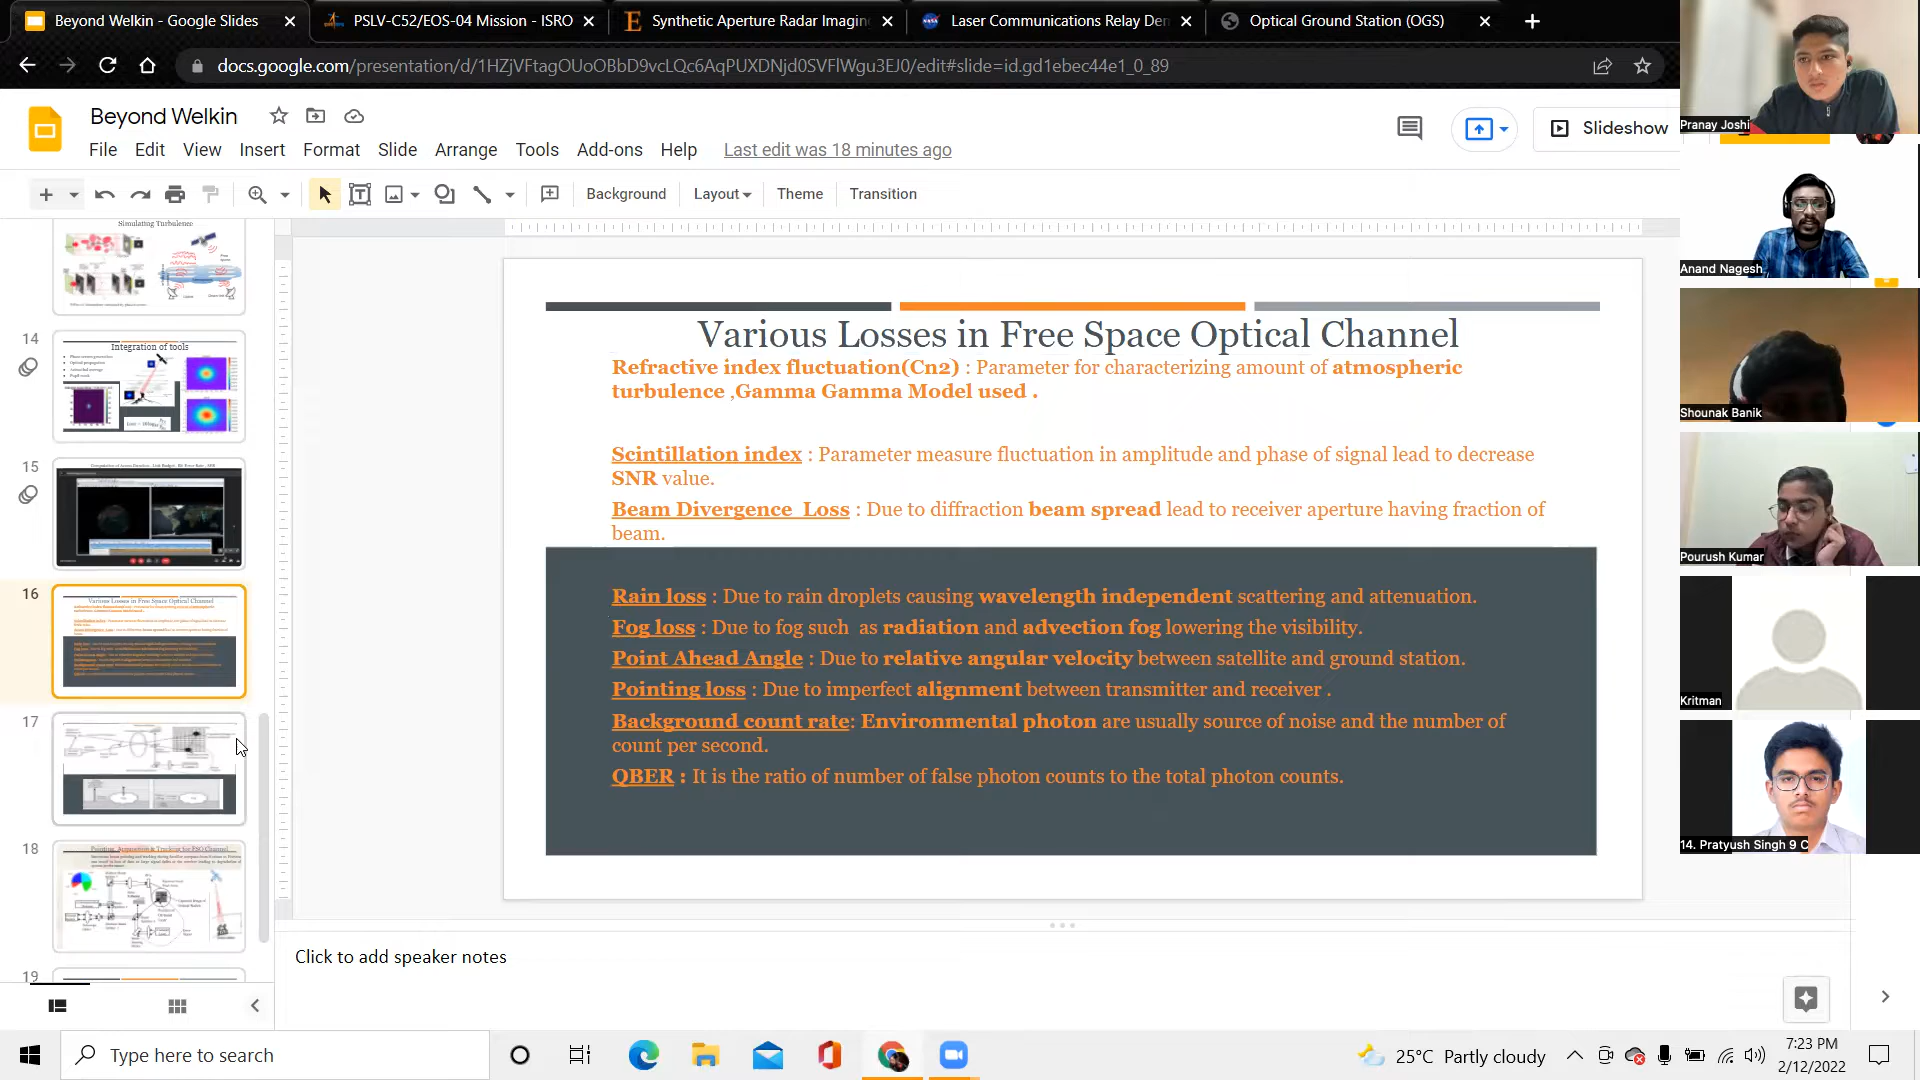 Beyond Welkin - Google Slides
PSLV-C52/EOS-04 Mission - ISRO
Synthetic Aperture Radar Imagin
Laser Communications Relay Den
Optical Ground Station (OGS)
docs.google.com/presentation/d/1HZjVFtagOUoOBbD9vcLQc6AqPUXDNjd0SVFlWgu3EJ0/edit#slide=id.gd1ebec44e1_0_89
Beyond Welkin
File Edit View Insert Format Slide Arrange Tools Add-ons Help Last edit was 18 minutes ago
Slideshow
Background Layout Theme Transition
Simulating Turbulence
14
Integration of tools
15
16
Various Losses in Free Space Optical Channel
17
18
Pointing, Acquisition & Tracking for FSO Channel
19
Various Losses in Free Space Optical Channel
Refractive index fluctuation(Cn2) : Parameter for characterizing amount of atmospheric
turbulence ,Gamma Gamma Model used .
Scintillation index : Parameter measure fluctuation in amplitude and phase of signal lead to decrease
SNR value.
Beam Divergence Loss : Due to diffraction beam spread lead to receiver aperture having fraction of
beam.
Rain loss : Due to rain droplets causing wavelength independent scattering and attenuation.
Fog loss : Due to fog such as radiation and advection fog lowering the visibility.
Point Ahead Angle : Due to relative angular velocity between satellite and ground station.
Pointing loss : Due to imperfect alignment between transmitter and receiver .
Background count rate: Environmental photon are usually source of noise and the number of
count per second.
QBER : It is the ratio of number of false photon counts to the total photon counts.
Click to add speaker notes
Pranay Joshi
Anand Nagesh
Shounak Banik
Pourush Kumar
Kritman
14. Pratyush Singh 9 C
Type here to search
25°C Partly cloudy
7:23 PM
2/12/2022